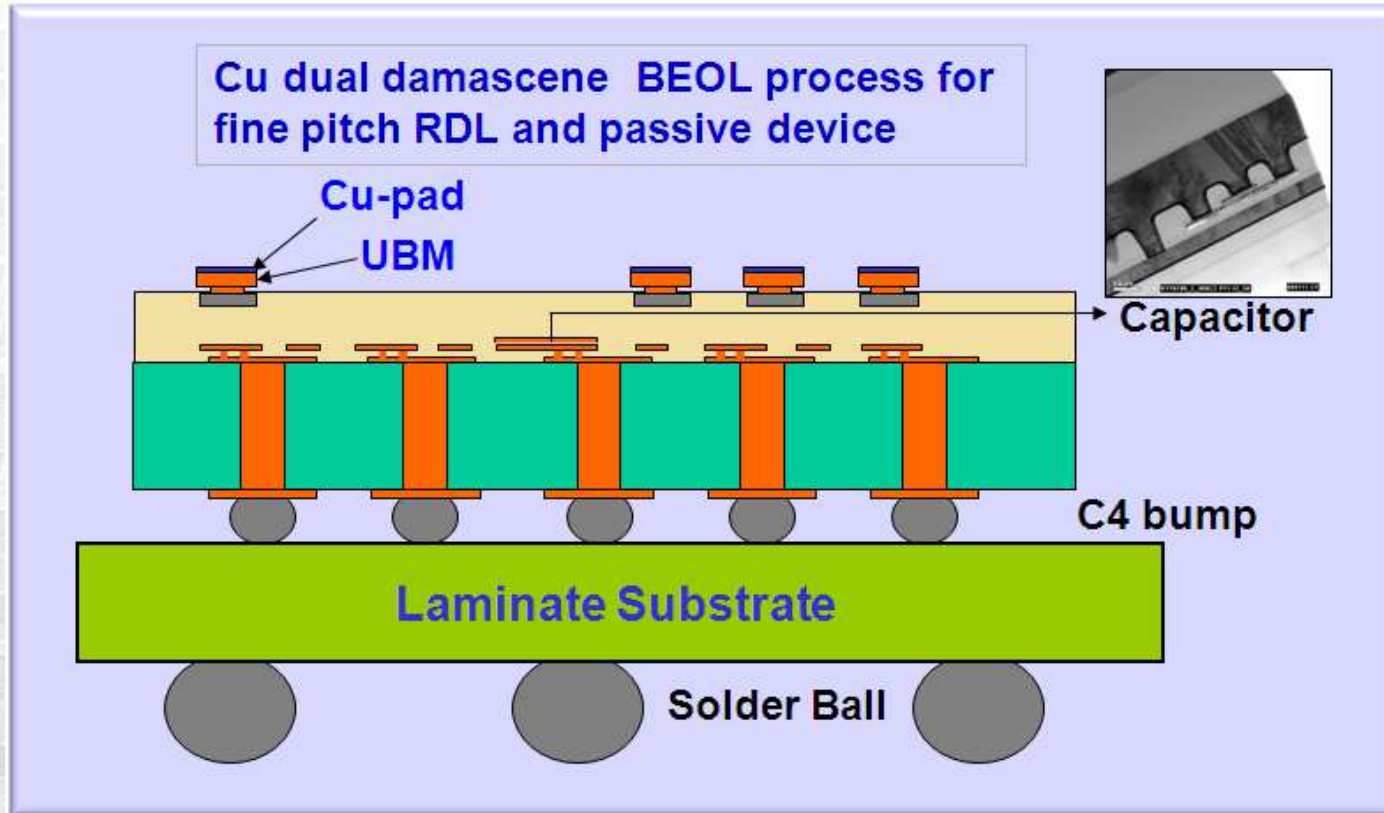 Cu dual damascene BEOL process for
fine pitch RDL and passive device
Cu-pad
UBM
Capacitor
C4 bump
Laminate Substrate
Solder Ball